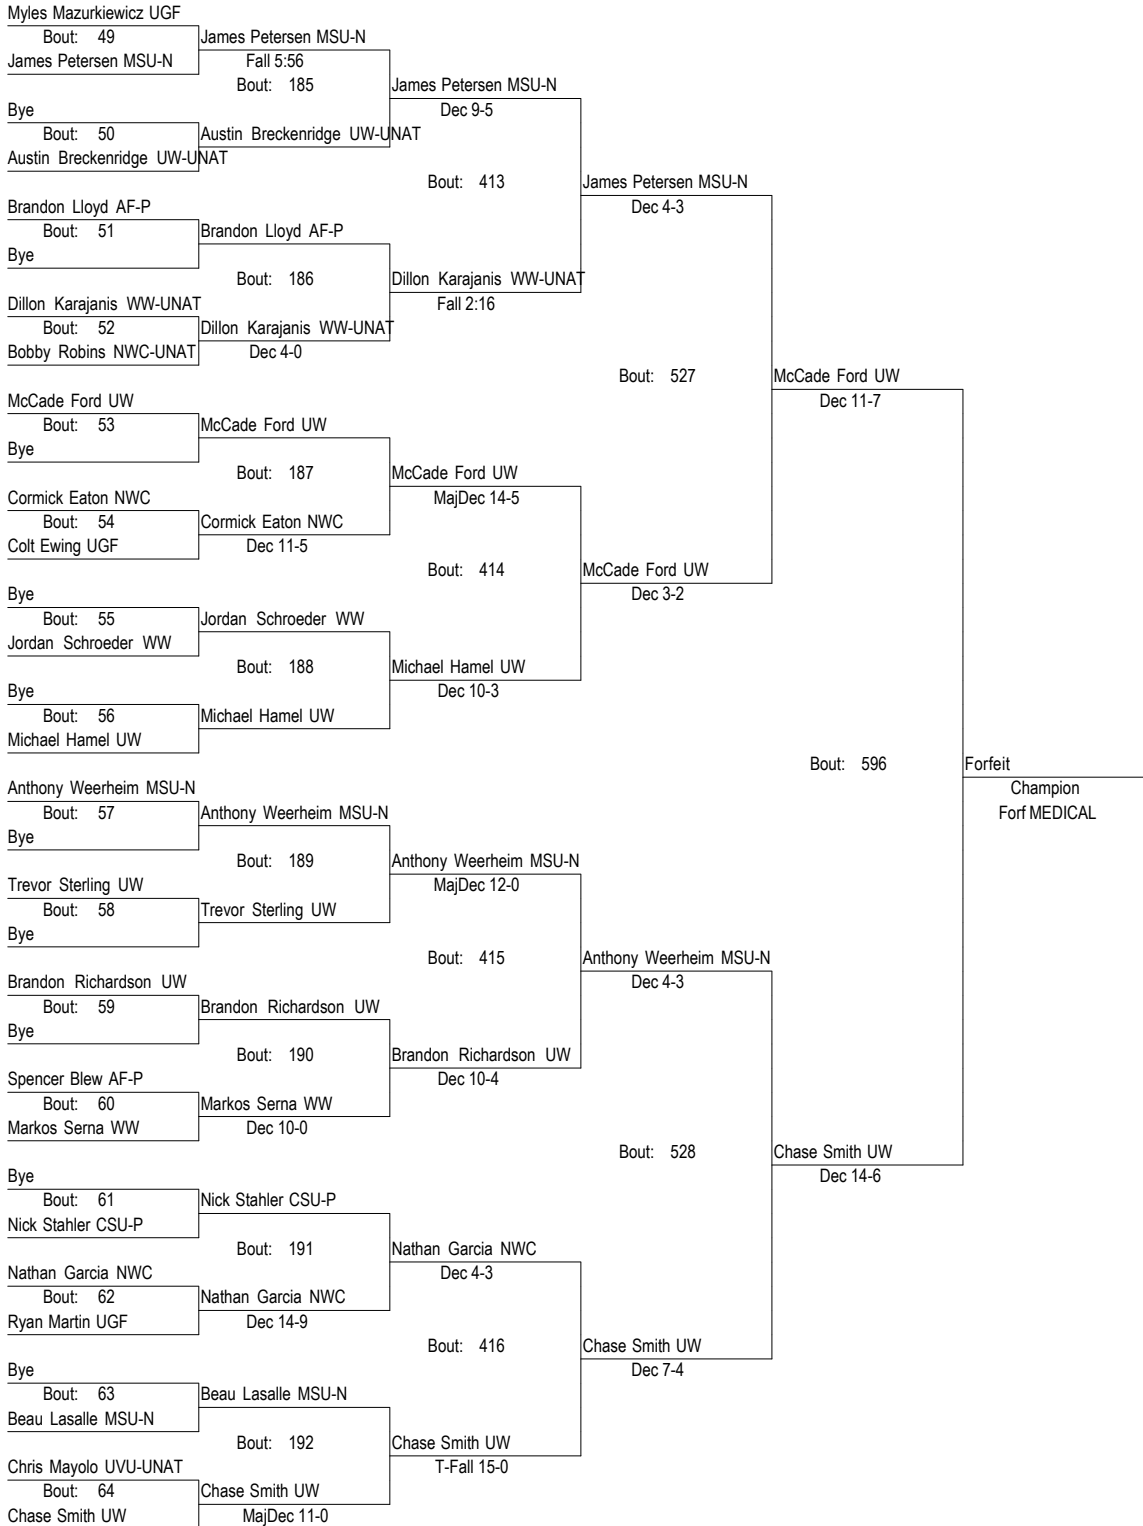 Myles Mazurkiewicz UGF
Bout: 49
James Petersen MSU-N
James Petersen MSU-N
Fall 5:56
Bout: 185
James Petersen MSU-N
Dec 9-5
Bye
Bout: 50
Austin Breckenridge UW-UNAT
Austin Breckenridge UW-UNAT
Bout: 413
James Petersen MSU-N
Dec 4-3
Brandon Lloyd AF-P
Bout: 51
Brandon Lloyd AF-P
Bye
Bout: 186
Dillon Karajanis WW-UNAT
Fall 2:16
Dillon Karajanis WW-UNAT
Bout: 52
Dillon Karajanis WW-UNAT
Bobby Robins NWC-UNAT
Dec 4-0
Bout: 527
McCade Ford UW
Dec 11-7
McCade Ford UW
Bout: 53
McCade Ford UW
Bye
Bout: 187
McCade Ford UW
MajDec 14-5
Cormick Eaton NWC
Bout: 54
Cormick Eaton NWC
Colt Ewing UGF
Dec 11-5
Bout: 414
McCade Ford UW
Dec 3-2
Bye
Bout: 55
Jordan Schroeder WW
Jordan Schroeder WW
Bout: 188
Michael Hamel UW
Dec 10-3
Bye
Bout: 56
Michael Hamel UW
Michael Hamel UW
Bout: 596
Forfeit
Champion
Forf MEDICAL
Anthony Weerheim MSU-N
Bout: 57
Anthony Weerheim MSU-N
Bye
Bout: 189
Anthony Weerheim MSU-N
MajDec 12-0
Trevor Sterling UW
Bout: 58
Trevor Sterling UW
Bye
Bout: 415
Anthony Weerheim MSU-N
Dec 4-3
Brandon Richardson UW
Bout: 59
Brandon Richardson UW
Bye
Bout: 190
Brandon Richardson UW
Dec 10-4
Spencer Blew AF-P
Bout: 60
Markos Serna WW
Markos Serna WW
Dec 10-0
Bout: 528
Chase Smith UW
Dec 14-6
Bye
Bout: 61
Nick Stahler CSU-P
Nick Stahler CSU-P
Bout: 191
Nathan Garcia NWC
Dec 4-3
Nathan Garcia NWC
Bout: 62
Nathan Garcia NWC
Ryan Martin UGF
Dec 14-9
Bout: 416
Chase Smith UW
Dec 7-4
Bye
Bout: 63
Beau Lasalle MSU-N
Beau Lasalle MSU-N
Bout: 192
Chase Smith UW
T-Fall 15-0
Chris Mayolo UVU-UNAT
Bout: 64
Chase Smith UW
Chase Smith UW
MajDec 11-0